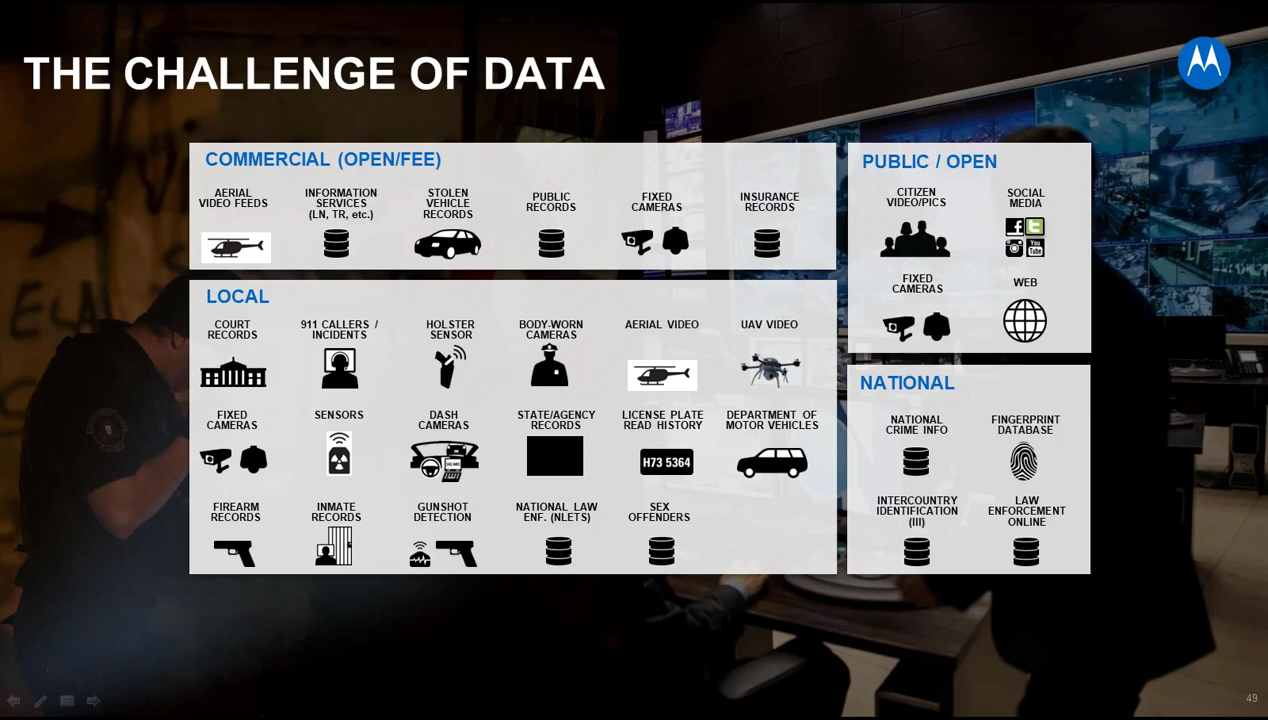 THE CHALLENGE OF DATA
COMMERCIAL (OPEN/FEE)
AERIAL
VIDEO FEEDS
INFORMATION
SERVICES
(LN, TR, etc.)
STOLEN
VEHICLE
RECORDS
PUBLIC
RECORDS
FIXED
CAMERAS
INSURANCE
RECORDS
PUBLIC / OPEN
CITIZEN
VIDEO/PICS
SOCIAL
MEDIA
f
t
You
Tube
FIXED
CAMERAS
WEB
LOCAL
COURT
RECORDS
911 CALLERS /
INCIDENTS
HOLSTER
SENSOR
BODY-WORN
CAMERAS
AERIAL VIDEO
UAV VIDEO
FIXED
CAMERAS
SENSORS
DASH
CAMERAS
STATE/AGENCY
RECORDS
LICENSE PLATE
READ HISTORY
H73 5364
DEPARTMENT OF
MOTOR VEHICLES
FIREARM
RECORDS
INMATE
RECORDS
GUNSHOT
DETECTION
NATIONAL LAW
ENF. (NLETS)
SEX
OFFENDERS
NATIONAL
NATIONAL
CRIME INFO
FINGERPRINT
DATABASE
INTERCOUNTRY
IDENTIFICATION
(III)
LAW
ENFORCEMENT
ONLINE
49